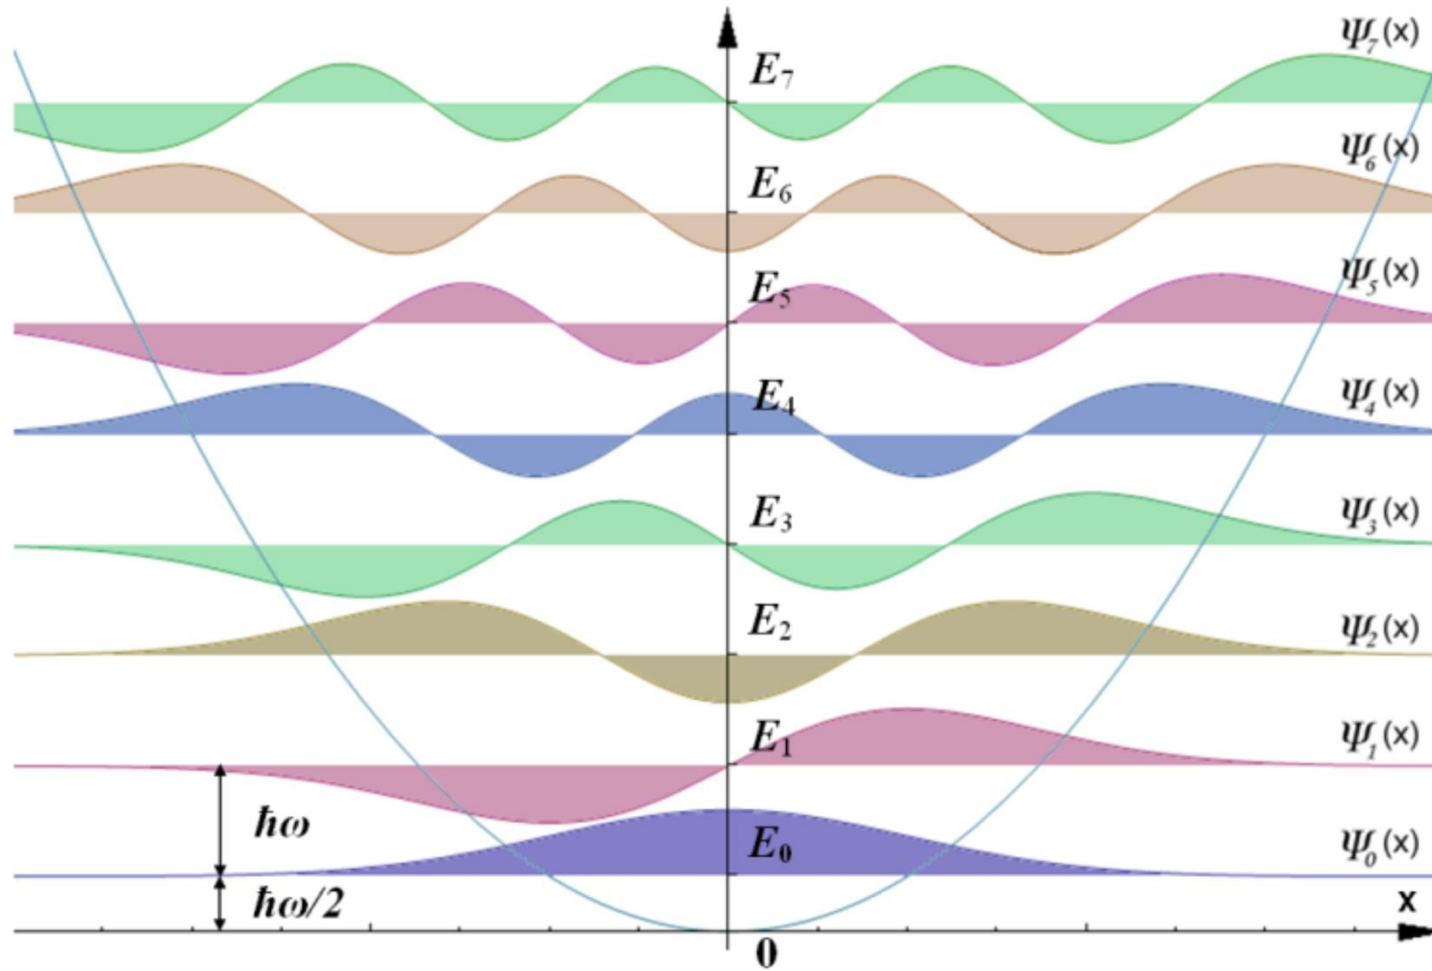 Ψ₇(x)
E₇
Ψ₆(x)
E₆
Ψ₅(x)
E₅
Ψ₄(x)
E₄
Ψ₃(x)
E₃
Ψ₂(x)
E₂
Ψ₁(x)
E₁
ħω
Ψ₀(x)
E₀
ħω/2
x
0